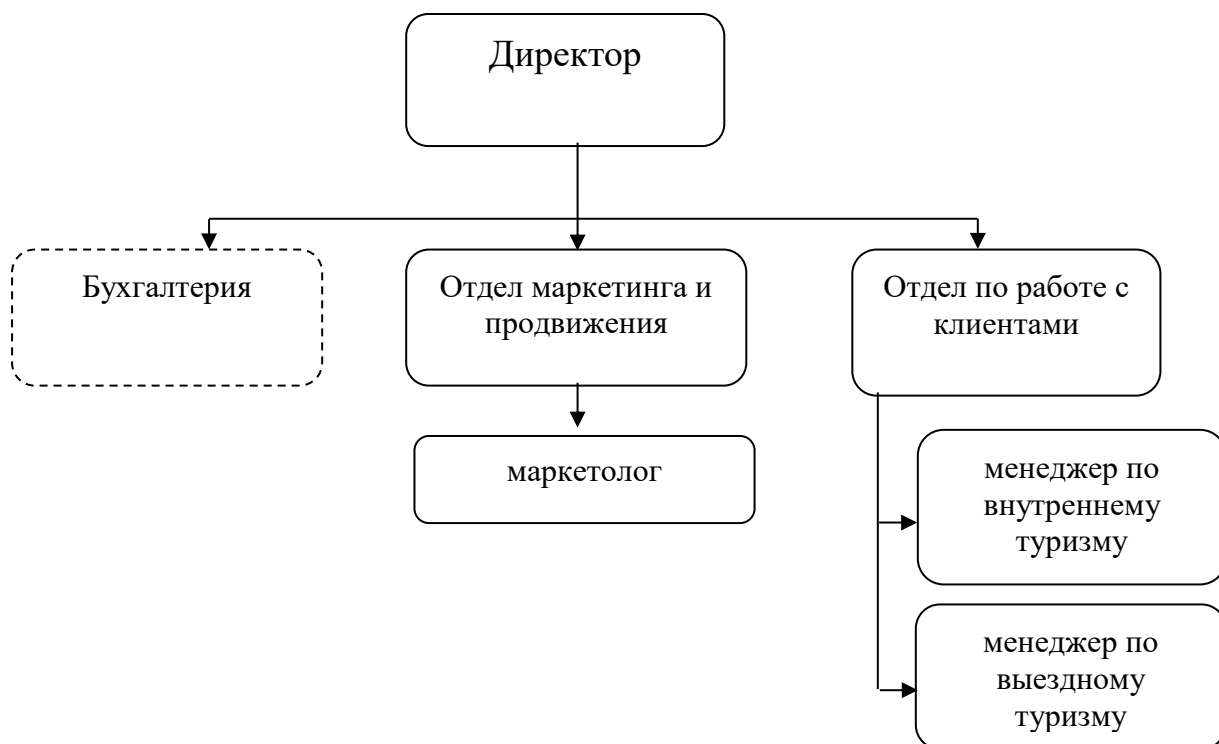 Директор
Бухгалтерия
Отдел маркетинга и
продвижения
Отдел по работе с
клиентами
маркетолог
менеджер по
внутреннему
туризму
менеджер по
выездному
туризму